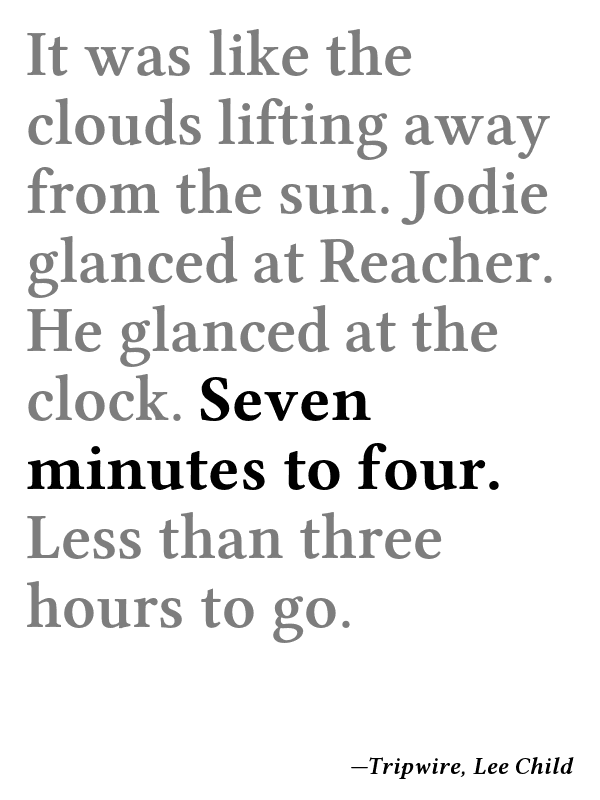 It was like the
clouds lifting away
from the sun. Jodie
glanced at Reacher.
He glanced at the
clock. Seven
minutes to four.
Less than three
hours to go.
—Tripwire, Lee Child